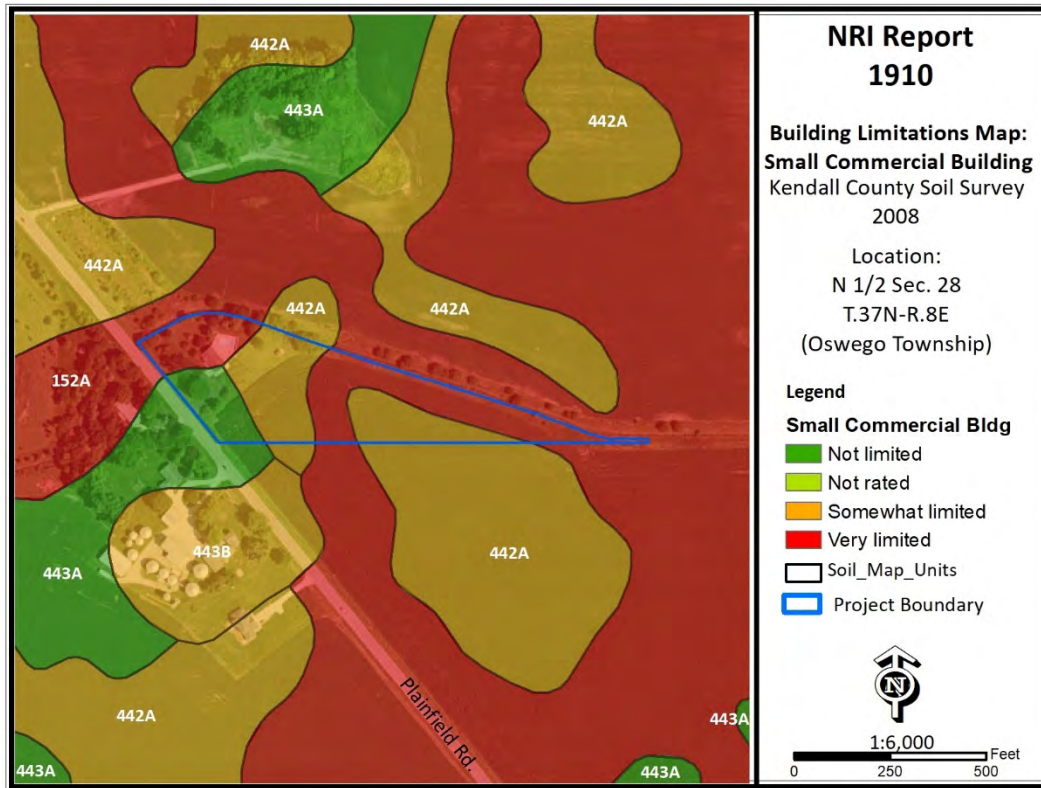 442A
443A
442A
442A
442A
442A
152A
443B
442A
443A
442A
443A
443A
443A
Plainfield Rd.
NRI Report
1910
Building Limitations Map:
Small Commercial Building
Kendall County Soil Survey
2008
Location:
N 1/2 Sec. 28
T.37N-R.8E
(Oswego Township)
Legend
Small Commercial Bldg
Not limited
Not rated
Somewhat limited
Very limited
Soil_Map_Units
Project Boundary
N
1:6,000
Feet
0 250 500